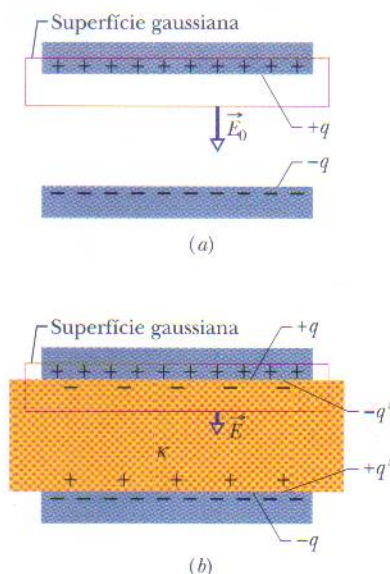 Superfície gaussiana
+q
E₀
−q
(a)
Superfície gaussiana
+q
−q'
E
κ
+q'
−q
(b)